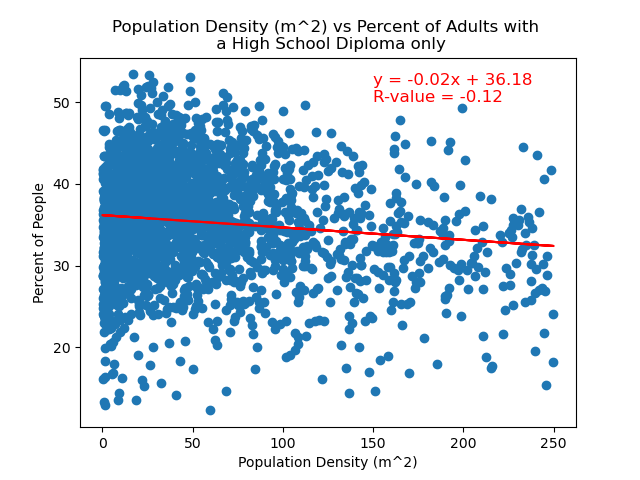 Population Density (m^2) vs Percent of Adults with
a High School Diploma only
y = -0.02x + 36.18
R-value = -0.12
50
40
30
20
Percent of People
0
50
100
150
200
250
Population Density (m^2)